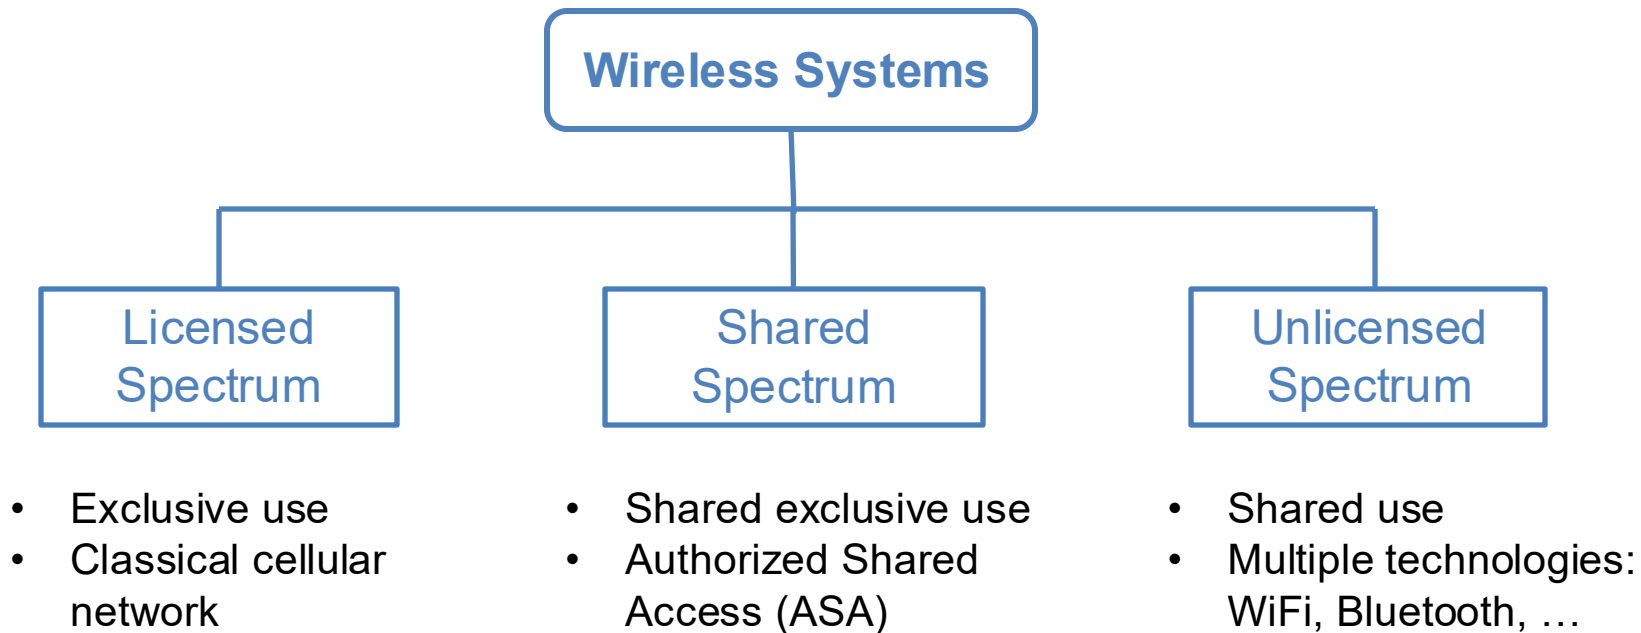 Wireless Systems
Licensed
Spectrum
Shared
Spectrum
Unlicensed
Spectrum
• Exclusive use
• Classical cellular
network
• Shared exclusive use
• Authorized Shared
Access (ASA)
• Shared use
• Multiple technologies:
WiFi, Bluetooth, …